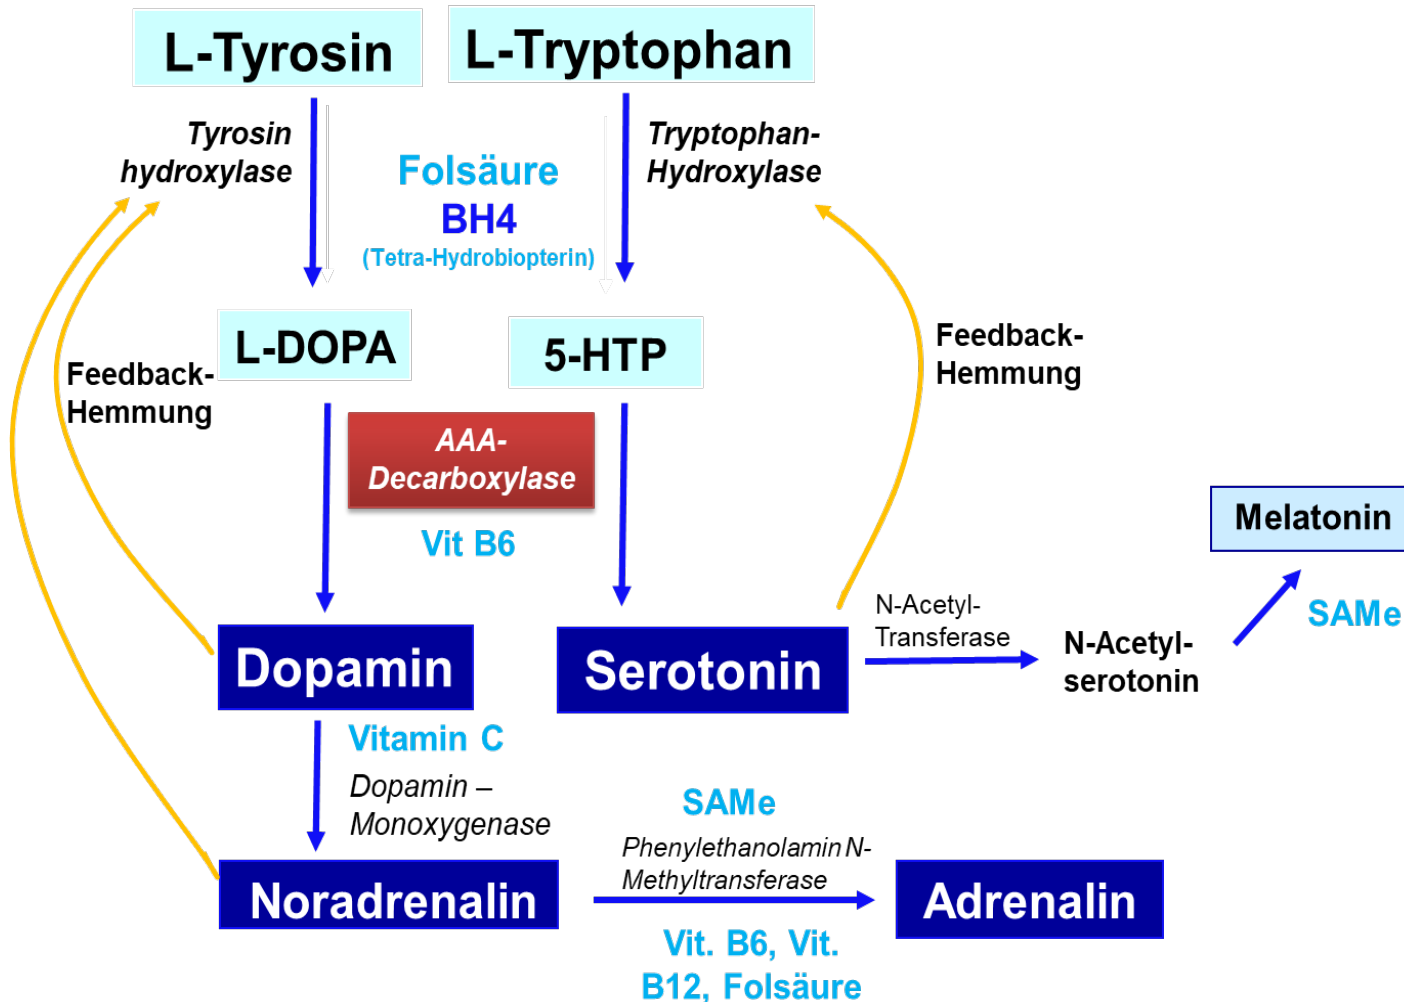 L-Tyrosin
L-Tryptophan
Tyrosin
hydroxylase
Folsäure
BH4
(Tetra-Hydrobiopterin)
Tryptophan-
Hydroxylase
L-DOPA
5-HTP
Feedback-
Hemmung
Feedback-
Hemmung
AAA-
Decarboxylase
Vit B6
Melatonin
SAMe
N-Acetyl-
Transferase
N-Acetyl-
serotonin
Dopamin
Serotonin
Vitamin C
Dopamin –
Monoxygenase
SAMe
Phenylethanolamin N-
Methyltransferase
Noradrenalin
Adrenalin
Vit. B6, Vit.
B12, Folsäure